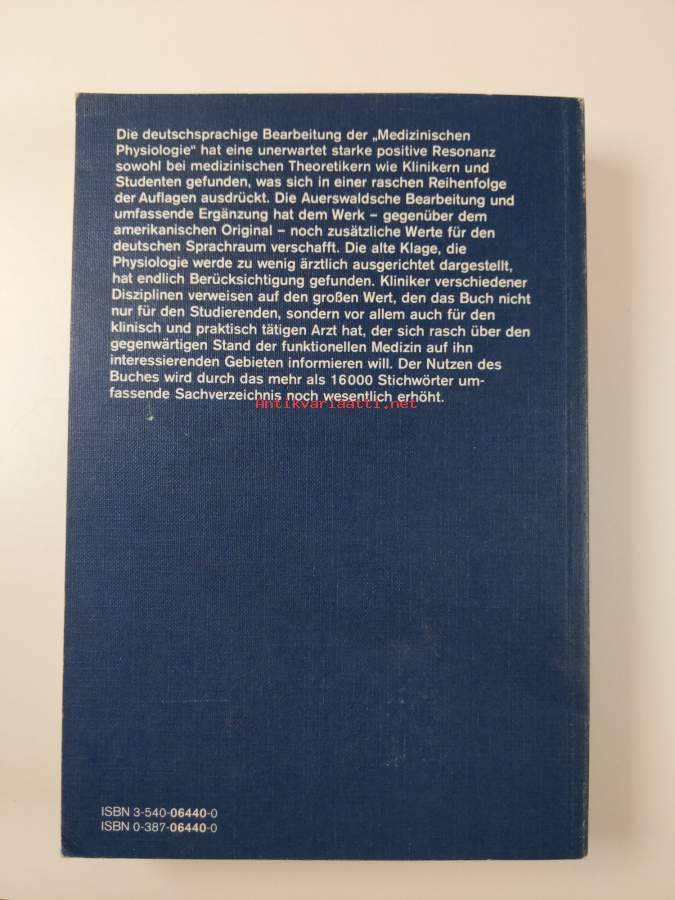 Die deutschsprachige Bearbeitung der „Medizinischen
Physiologie“ hat eine unerwartet starke positive Resonanz
sowohl bei medizinischen Theoretikern wie Klinikern und
Studenten gefunden, was sich in einer raschen Reihenfolge
der Auflagen ausdrückt. Die Auerswaldsche Bearbeitung und
umfassende Ergänzung hat dem Werk – gegenüber dem
amerikanischen Original – noch zusätzliche Werte für den
deutschen Sprachraum verschafft. Die alte Klage, die
Physiologie werde zu wenig ärztlich ausgerichtet dargestellt,
hat endlich Berücksichtigung gefunden. Kliniker verschiedener
Disziplinen verweisen auf den großen Wert, den das Buch nicht
nur für den Studierenden, sondern vor allem auch für den
klinisch und praktisch tätigen Arzt hat, der sich rasch über den
gegenwärtigen Stand der funktionellen Medizin auf ihn
interessierenden Gebieten informieren will. Der Nutzen des
Buches wird durch das mehr als 16000 Stichwörter um-
fassende Sachverzeichnis noch wesentlich erhöht.
Antikvariaatti.net
ISBN 3-540-06440-0
ISBN 0-387-06440-0